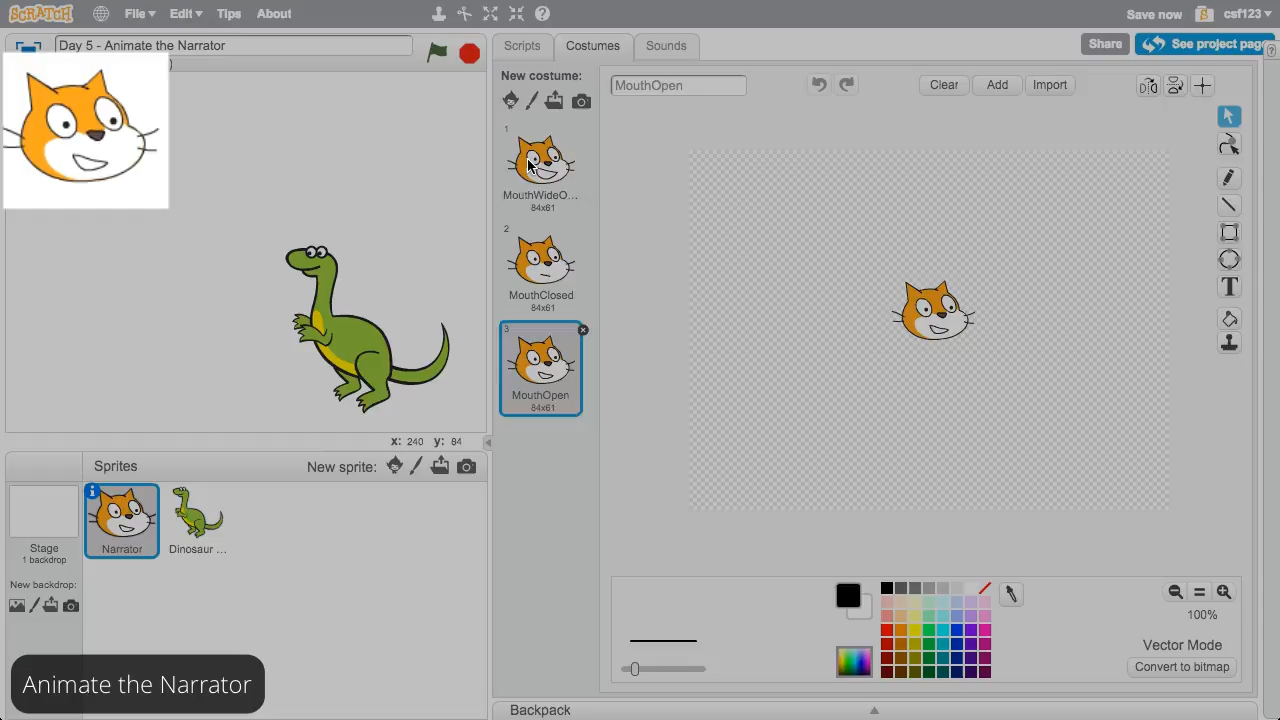 SCRATCH
File
Edit
Tips
About
Save now
csf123
Day 5 - Animate the Narrator
)
Scripts
Costumes
Sounds
Share
See project page
?
New costume:
MouthOpen
Clear
Add
Import
1
MouthWideO...
84x61
2
MouthClosed
84x61
3
MouthOpen
84x61
T
x: 240 y: 84
Sprites
New sprite:
i
Narrator
Dinosaur ...
Stage
1 backdrop
New backdrop:
100%
Vector Mode
Convert to bitmap
Animate the Narrator
Backpack